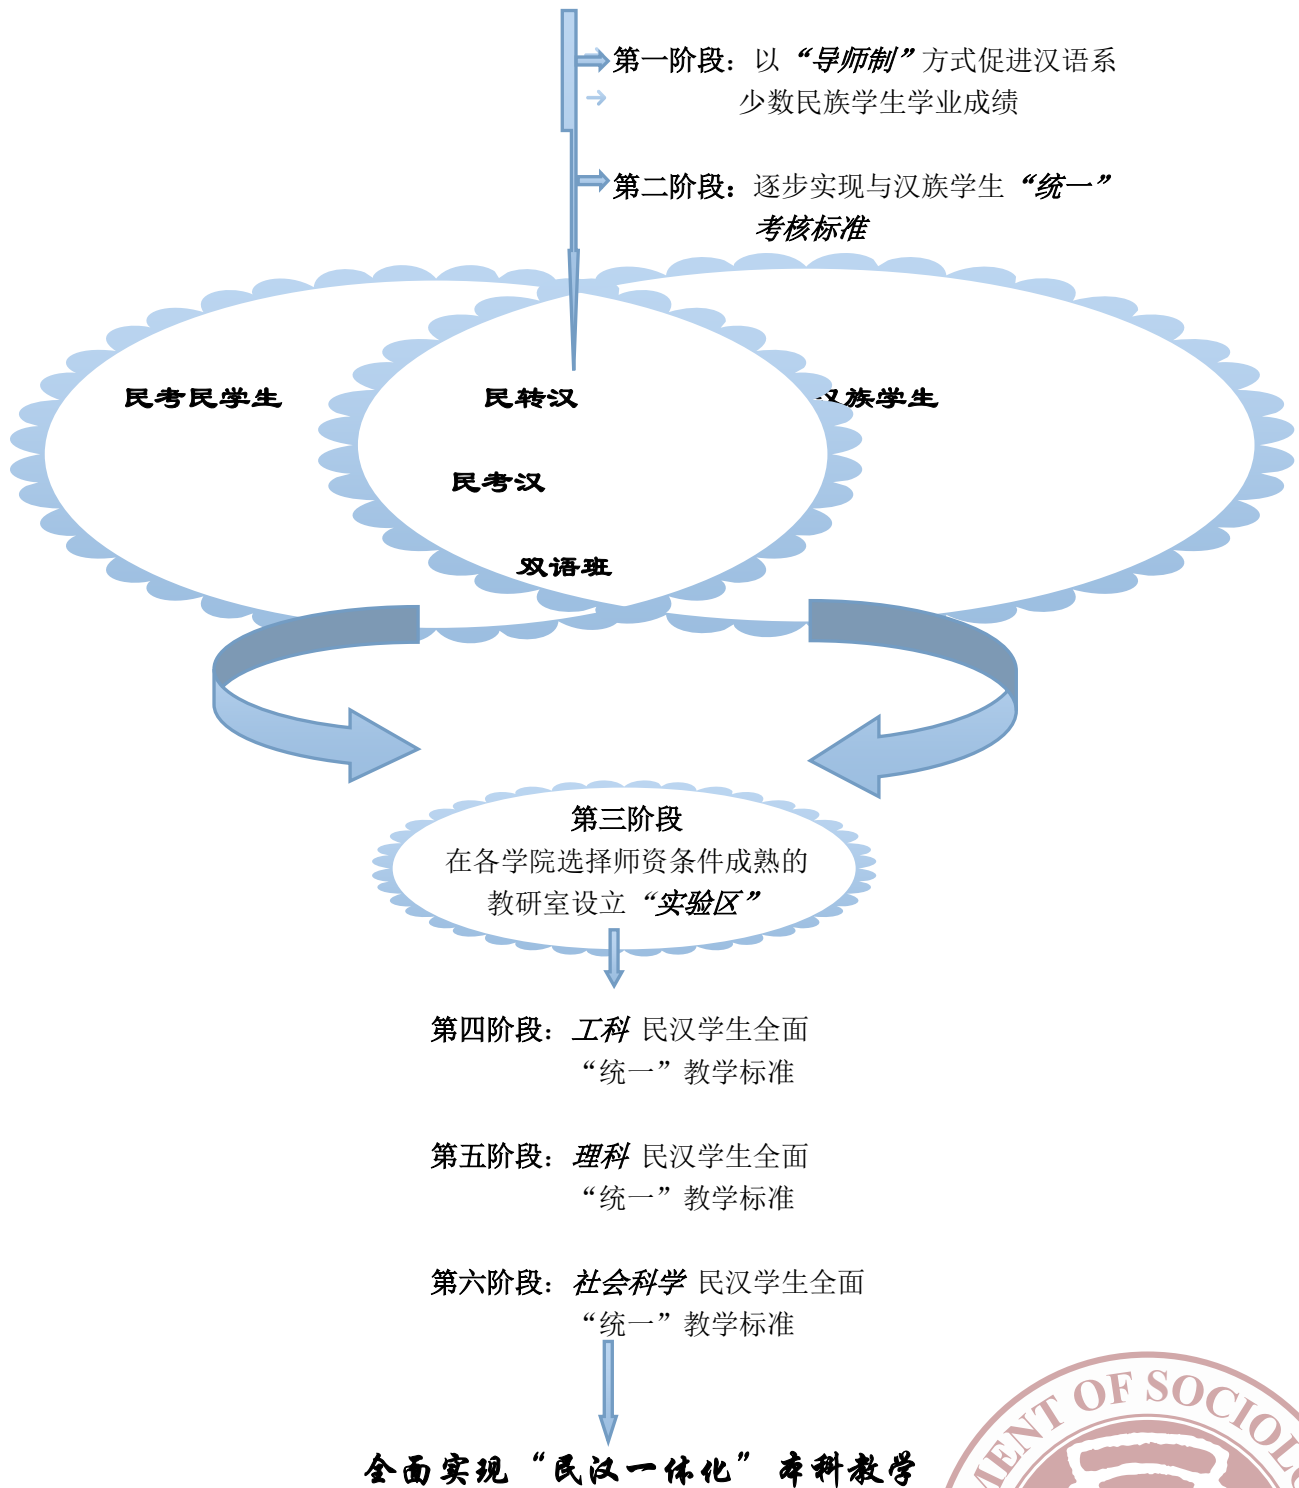 第一阶段：以“导师制”方式促进汉语系
少数民族学生学业成绩
第二阶段：逐步实现与汉族学生“统一”
考核标准
民考民学生 民转汉 汉族学生
民考汉
双语班
第三阶段
在各学院选择师资条件成熟的
教研室设立“实验区”
第四阶段：工科 民汉学生全面
“统一”教学标准
第五阶段：理科 民汉学生全面
“统一”教学标准
第六阶段：社会科学 民汉学生全面
“统一”教学标准
全面实现“民汉一体化”本科教学
MENT OF SOCIOLO